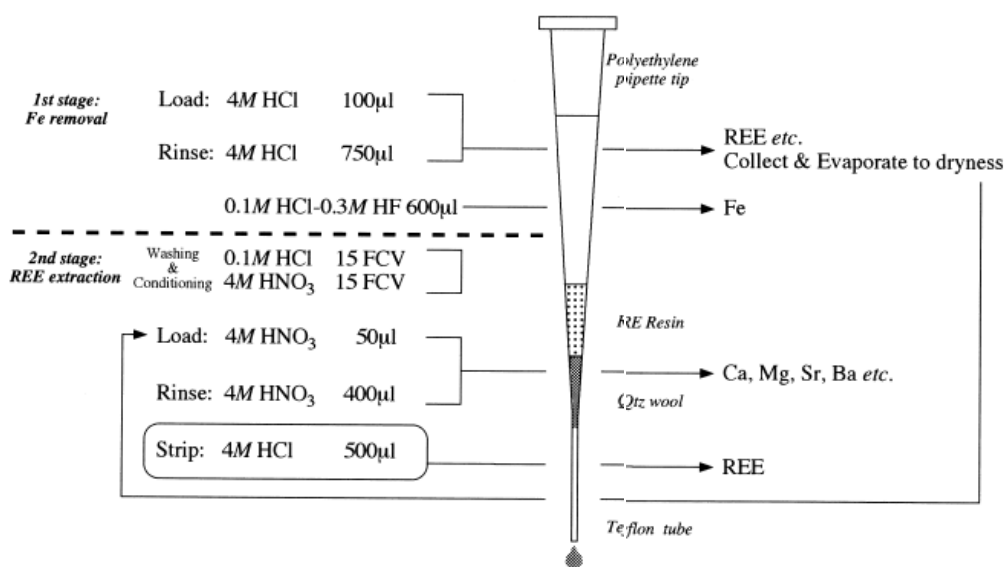 Polyethylene
pipette tip
1st stage:
Fe removal
Load: 4M HCl 100µl
Rinse: 4M HCl 750µl
REE etc.
Collect & Evaporate to dryness
0.1M HCl-0.3M HF 600µl
Fe
2nd stage:
REE extraction
Washing
&
Conditioning
0.1M HCl 15 FCV
4M HNO3 15 FCV
RE Resin
Load: 4M HNO3 50µl
Ca, Mg, Sr, Ba etc.
Rinse: 4M HNO3 400µl
Qtz wool
Strip: 4M HCl 500µl
REE
Teflon tube